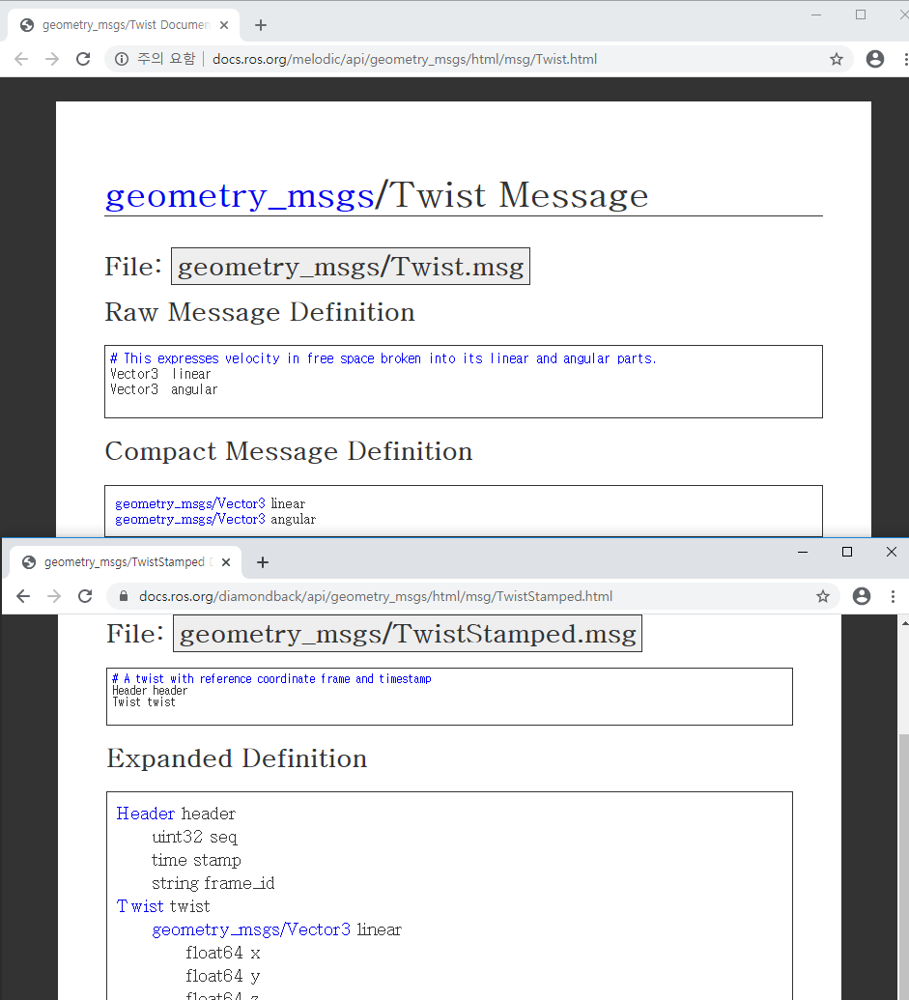 geometry_msgs/Twist Documen
주의 요함 | docs.ros.org/melodic/api/geometry_msgs/html/msg/Twist.html
geometry_msgs/Twist Message
File: geometry_msgs/Twist.msg
Raw Message Definition
# This expresses velocity in free space broken into its linear and angular parts.
Vector3  linear
Vector3  angular
Compact Message Definition
geometry_msgs/Vector3 linear
geometry_msgs/Vector3 angular
geometry_msgs/TwistStamped
docs.ros.org/diamondback/api/geometry_msgs/html/msg/TwistStamped.html
File: geometry_msgs/TwistStamped.msg
# A twist with reference coordinate frame and timestamp
Header header
Twist twist
Expanded Definition
Header header
uint32 seq
time stamp
string frame_id
Twist twist
geometry_msgs/Vector3 linear
float64 x
float64 y
float64 z